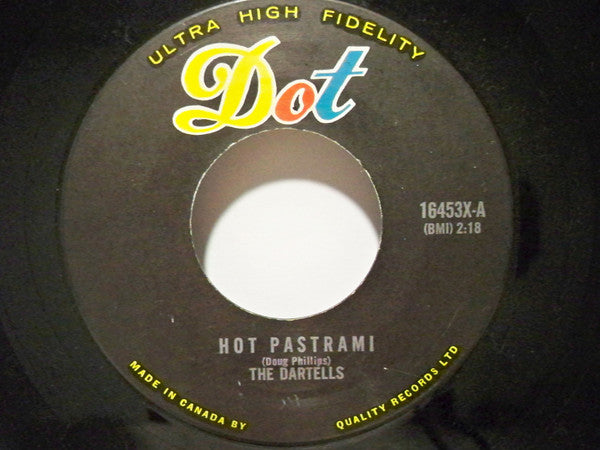 ULTRA HIGH FIDELITY
Dot
16453X-A
(BMI) 2:18
HOT PASTRAMI
(Doug Phillips)
THE DARTELLS
MADE IN CANADA BY QUALITY RECORDS LTD